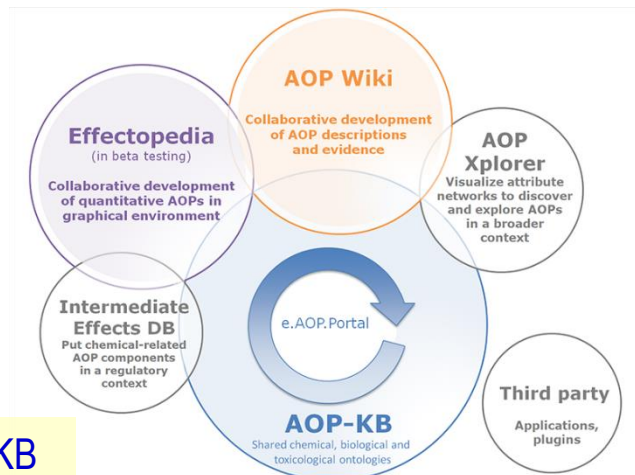 AOP Wiki
Collaborative development
of AOP descriptions
and evidence
Effectopedia
(in beta testing)
Collaborative development
of quantitative AOPs in
graphical environment
AOP
Xplorer
Visualize attribute
networks to discover
and explore AOPs
in a broader
context
Intermediate
Effects DB
Put chemical-related
AOP components
in a regulatory
context
e.AOP.Portal
AOP-KB
Shared chemical, biological and
toxicological ontologies
Third party
Applications,
plugins
KB